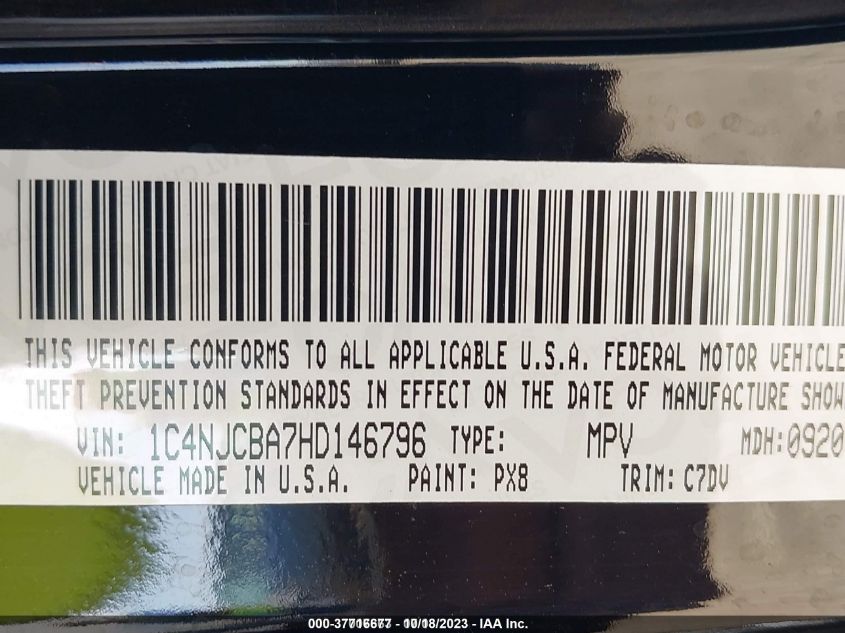 THIS VEHICLE CONFORMS TO ALL APPLICABLE U.S.A. FEDERAL MOTOR VEHICLE
THEFT PREVENTION STANDARDS IN EFFECT ON THE DATE OF MANUFACTURE SHOW
VIN: 1C4NJCBA7HD146796 TYPE: MPV MDH:0920
VEHICLE MADE IN U.S.A. PAINT: PX8 TRIM: C7DV
10/18/2023 - IAA Inc.